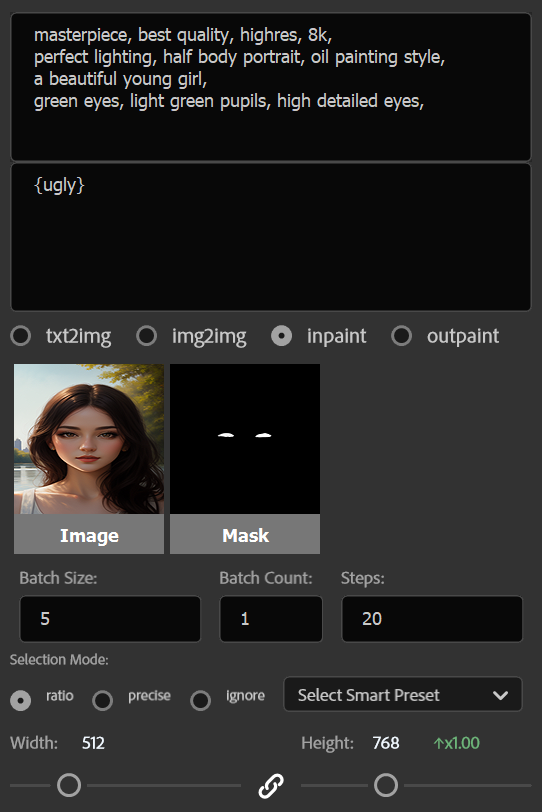 masterpiece, best quality, highres, 8k,
perfect lighting, half body portrait, oil painting style,
a beautiful young girl,
green eyes, light green pupils, high detailed eyes,
{ugly}
txt2img img2img inpaint outpaint
Image Mask
Batch Size: Batch Count: Steps:
5 1 20
Selection Mode:
ratio precise ignore Select Smart Preset
Width: 512 Height: 768 ↑x1.00